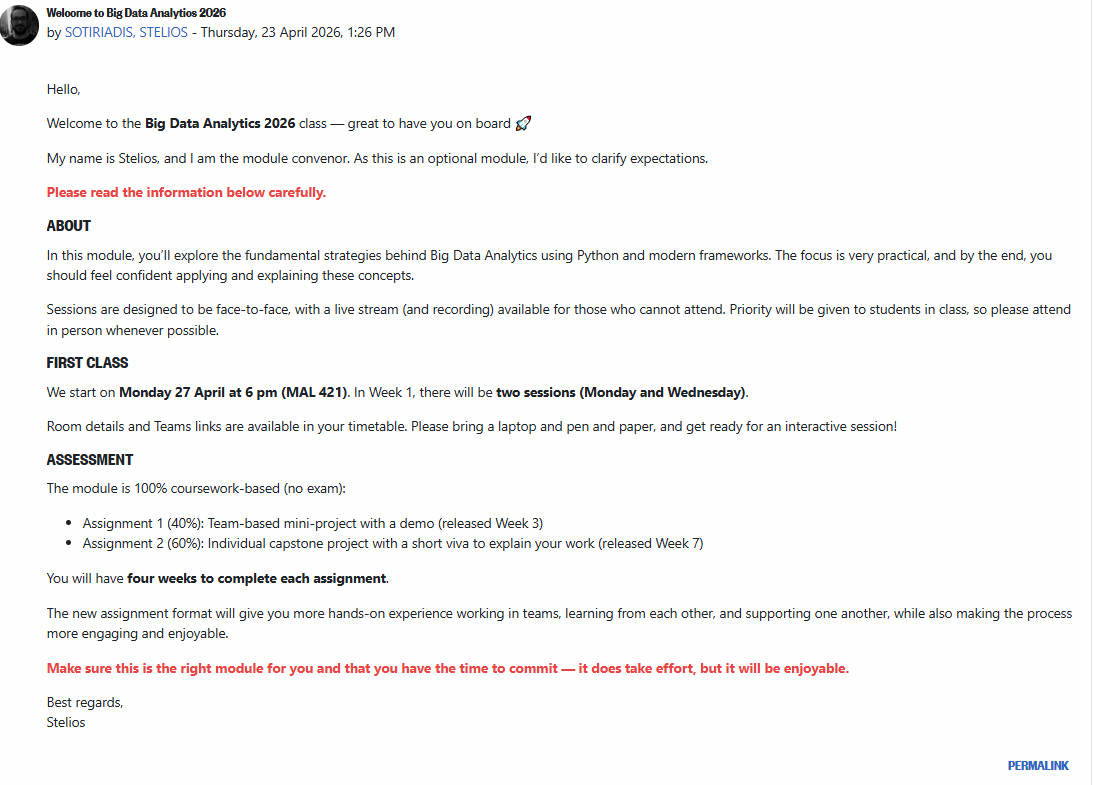 Welcome to Big Data Analytics 2026
by SOTIRIADIS, STELIOS - Thursday, 23 April 2026, 1:26 PM
Hello,
Welcome to the Big Data Analytics 2026 class — great to have you on board 🚀
My name is Stelios, and I am the module convenor. As this is an optional module, I'd like to clarify expectations.
Please read the information below carefully.
ABOUT
In this module, you'll explore the fundamental strategies behind Big Data Analytics using Python and modern frameworks. The focus is very practical, and by the end, you
should feel confident applying and explaining these concepts.
Sessions are designed to be face-to-face, with a live stream (and recording) available for those who cannot attend. Priority will be given to students in class, so please attend
in person whenever possible.
FIRST CLASS
We start on Monday 27 April at 6 pm (MAL 421). In Week 1, there will be two sessions (Monday and Wednesday).
Room details and Teams links are available in your timetable. Please bring a laptop and pen and paper, and get ready for an interactive session!
ASSESSMENT
The module is 100% coursework-based (no exam):
• Assignment 1 (40%): Team-based mini-project with a demo (released Week 3)
• Assignment 2 (60%): Individual capstone project with a short viva to explain your work (released Week 7)
You will have four weeks to complete each assignment.
The new assignment format will give you more hands-on experience working in teams, learning from each other, and supporting one another, while also making the process
more engaging and enjoyable.
Make sure this is the right module for you and that you have the time to commit — it does take effort, but it will be enjoyable.
Best regards,
Stelios
PERMALINK